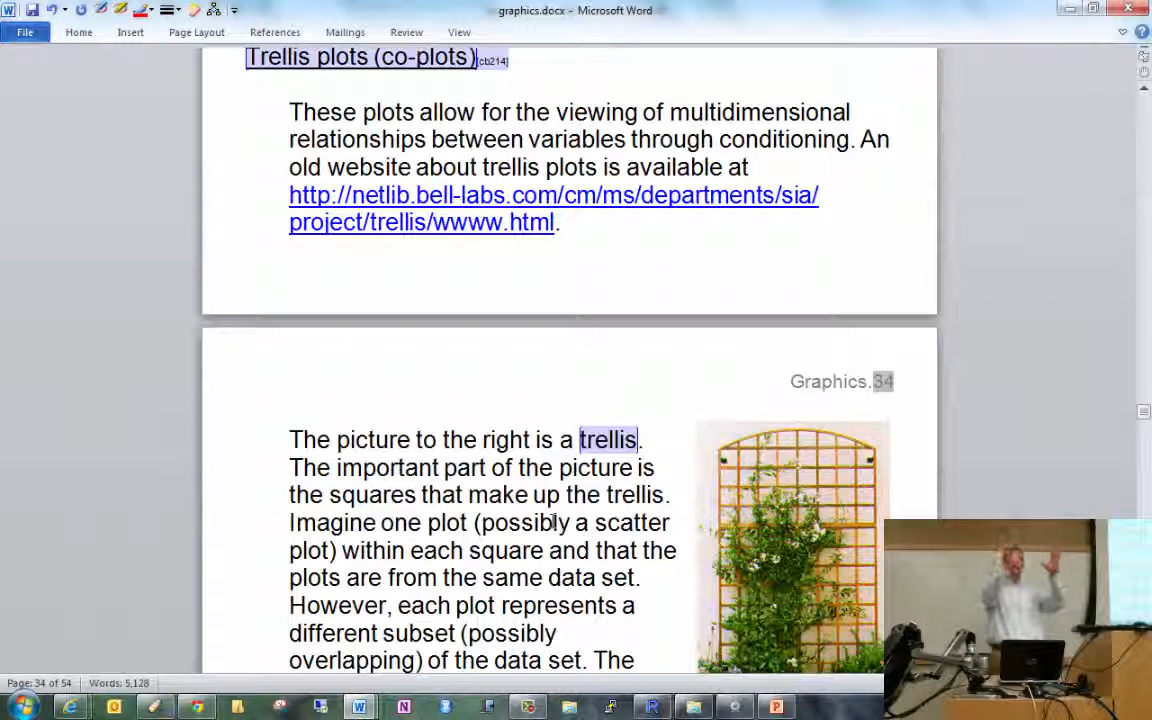 graphics.docx - Microsoft Word
File Home Insert Page Layout References Mailings Review View
Trellis plots (co-plots)[cb214]
These plots allow for the viewing of multidimensional
relationships between variables through conditioning. An
old website about trellis plots is available at
http://netlib.bell-labs.com/cm/ms/departments/sia/
project/trellis/wwww.html.
Graphics.34
The picture to the right is a trellis.
The important part of the picture is
the squares that make up the trellis.
Imagine one plot (possibly a scatter
plot) within each square and that the
plots are from the same data set.
However, each plot represents a
different subset (possibly
overlapping) of the data set. The
Page: 34 of 54 Words: 5,128